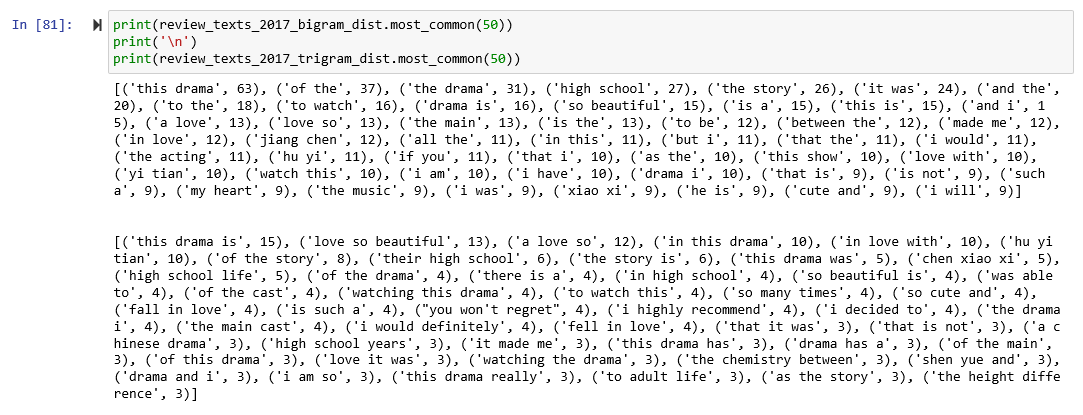 In [81]: print(review_texts_2017_bigram_dist.most_common(50))
print('\n')
print(review_texts_2017_trigram_dist.most_common(50))
[('this drama', 63), ('of the', 37), ('the drama', 31), ('high school', 27), ('the story', 26), ('it was', 24), ('and the',
20), ('to the', 18), ('to watch', 16), ('drama is', 16), ('so beautiful', 15), ('is a', 15), ('this is', 15), ('and i', 1
5), ('a love', 13), ('love so', 13), ('the main', 13), ('is the', 13), ('to be', 12), ('between the', 12), ('made me', 12),
('in love', 12), ('jiang chen', 12), ('all the', 11), ('in this', 11), ('but i', 11), ('that the', 11), ('i would', 11),
('the acting', 11), ('hu yi', 11), ('if you', 11), ('that i', 10), ('as the', 10), ('this show', 10), ('love with', 10),
('yi tian', 10), ('watch this', 10), ('i am', 10), ('i have', 10), ('drama i', 10), ('that is', 9), ('is not', 9), ('such
a', 9), ('my heart', 9), ('the music', 9), ('i was', 9), ('xiao xi', 9), ('he is', 9), ('cute and', 9), ('i will', 9)]
[('this drama is', 15), ('love so beautiful', 13), ('a love so', 12), ('in this drama', 10), ('in love with', 10), ('hu yi
tian', 10), ('of the story', 8), ('their high school', 6), ('the story is', 6), ('this drama was', 5), ('chen xiao xi', 5),
('high school life', 5), ('of the drama', 4), ('there is a', 4), ('in high school', 4), ('so beautiful is', 4), ('was able
to', 4), ('of the cast', 4), ('watching this drama', 4), ('to watch this', 4), ('so many times', 4), ('so cute and', 4),
('fall in love', 4), ('is such a', 4), ("you won't regret", 4), ('i highly recommend', 4), ('i decided to', 4), ('the drama
i', 4), ('the main cast', 4), ('i would definitely', 4), ('fell in love', 4), ('that it was', 3), ('that is not', 3), ('a c
hinese drama', 3), ('high school years', 3), ('it made me', 3), ('this drama has', 3), ('drama has a', 3), ('of the main',
3), ('of this drama', 3), ('love it was', 3), ('watching the drama', 3), ('the chemistry between', 3), ('shen yue and', 3),
('drama and i', 3), ('i am so', 3), ('this drama really', 3), ('to adult life', 3), ('as the story', 3), ('the height diffe
rence', 3)]